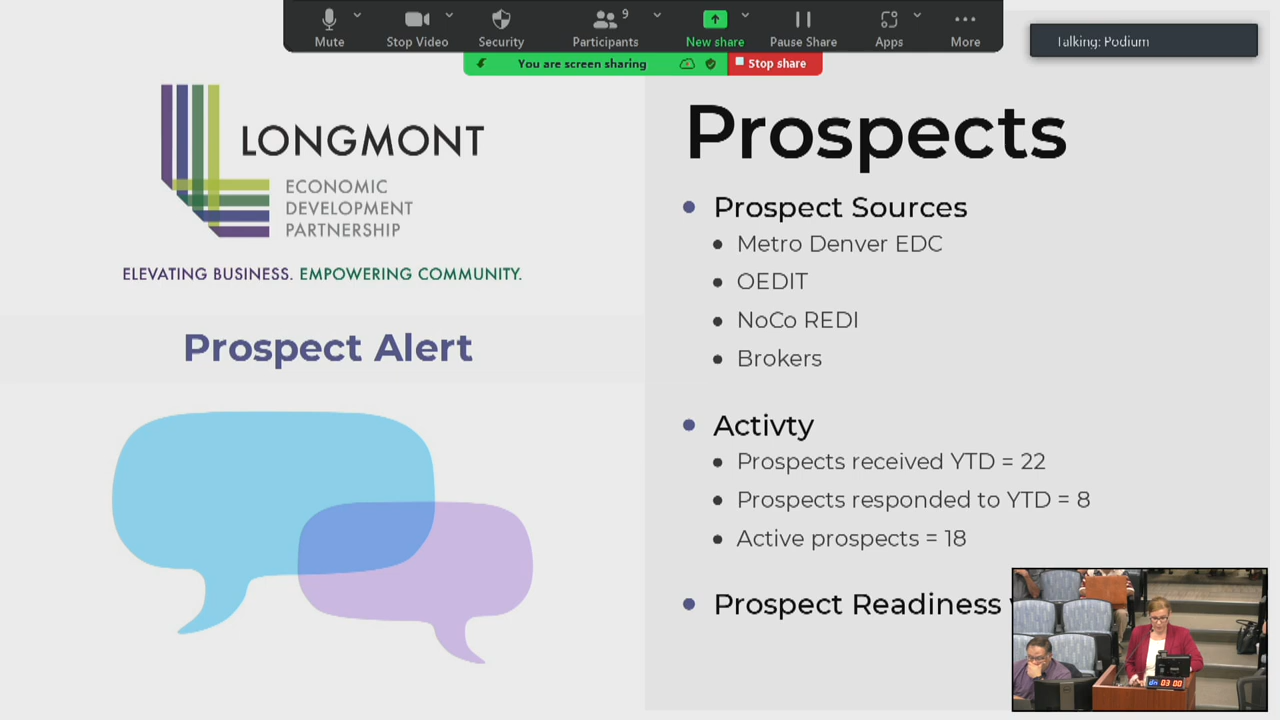 Mute
Stop Video
Security
Participants
9
New share
Pause Share
Apps
More
You are screen sharing
Stop share
Talking: Podium
LONGMONT
ECONOMIC
DEVELOPMENT
PARTNERSHIP
ELEVATING BUSINESS. EMPOWERING COMMUNITY.
Prospect Alert
Prospects
Prospect Sources
Metro Denver EDC
OEDIT
NoCo REDI
Brokers
Activty
Prospects received YTD = 22
Prospects responded to YTD = 8
Active prospects = 18
Prospect Readiness
03 00